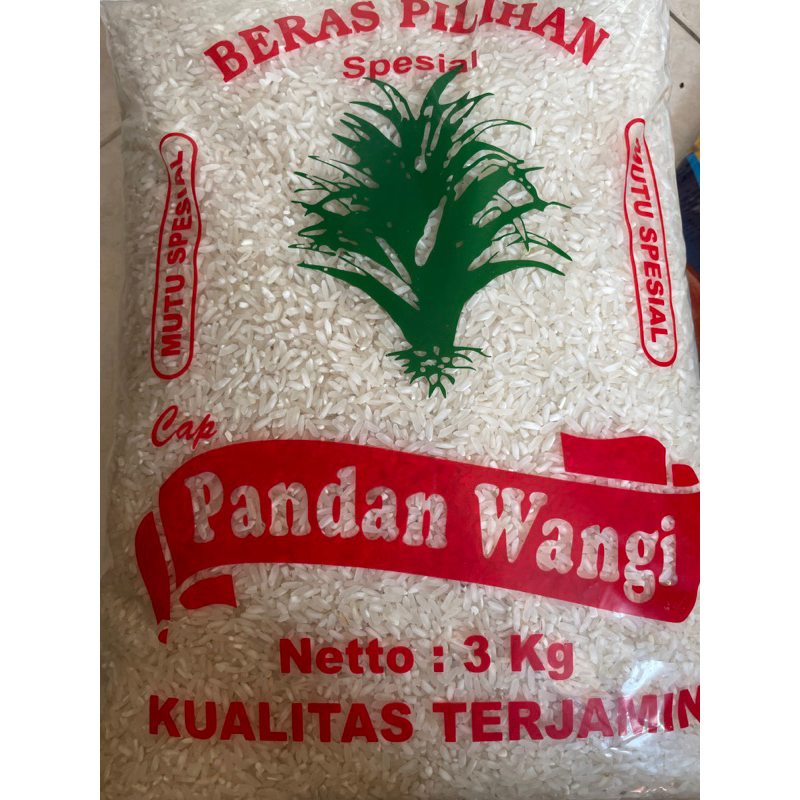 BERAS PILIHAN
Spesial
MUTU SPESIAL
MUTU SPESIAL
Cap
Pandan Wangi
Netto : 3 Kg
KUALITAS TERJAMIN